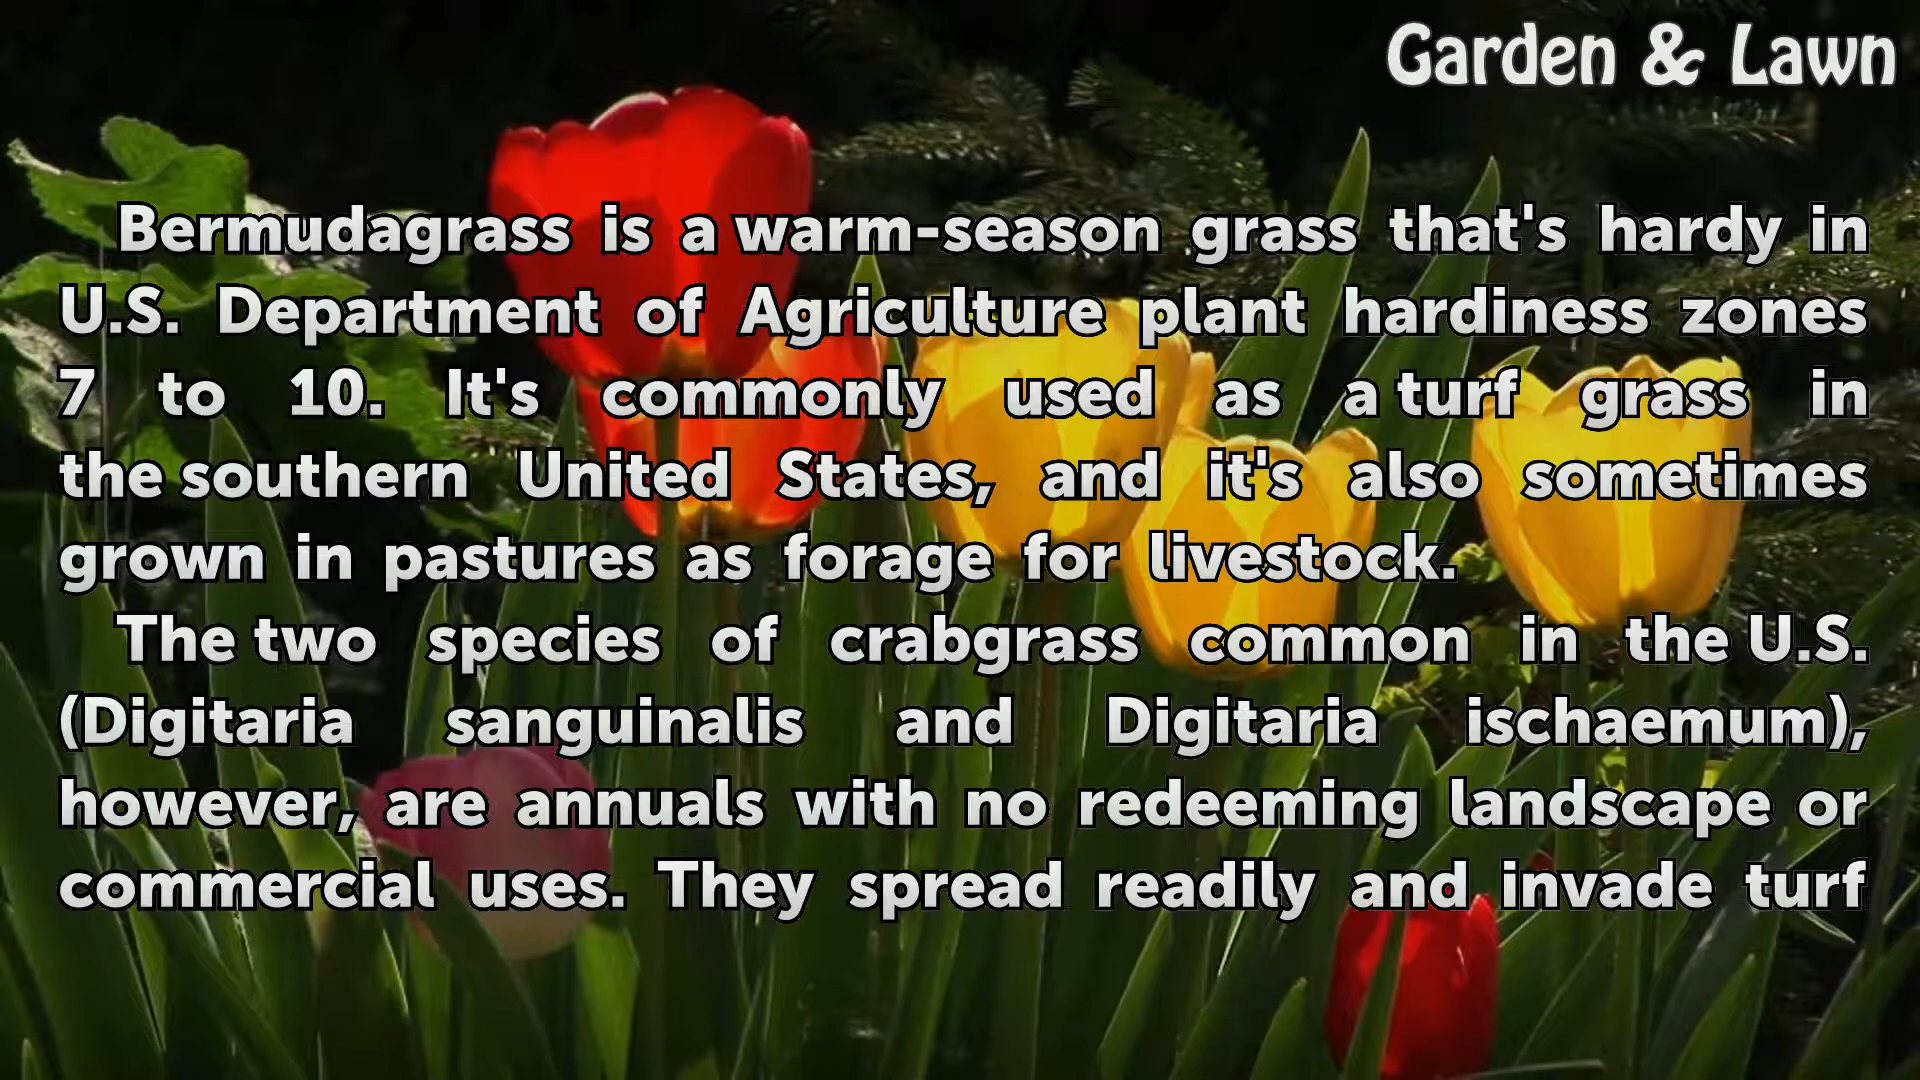 Garden & Lawn
Bermudagrass is a warm-season grass that's hardy in
U.S. Department of Agriculture plant hardiness zones
7 to 10. It's commonly used as a turf grass in
the southern United States, and it's also sometimes
grown in pastures as forage for livestock.
The two species of crabgrass common in the U.S.
(Digitaria sanguinalis and Digitaria ischaemum),
however, are annuals with no redeeming landscape or
commercial uses. They spread readily and invade turf